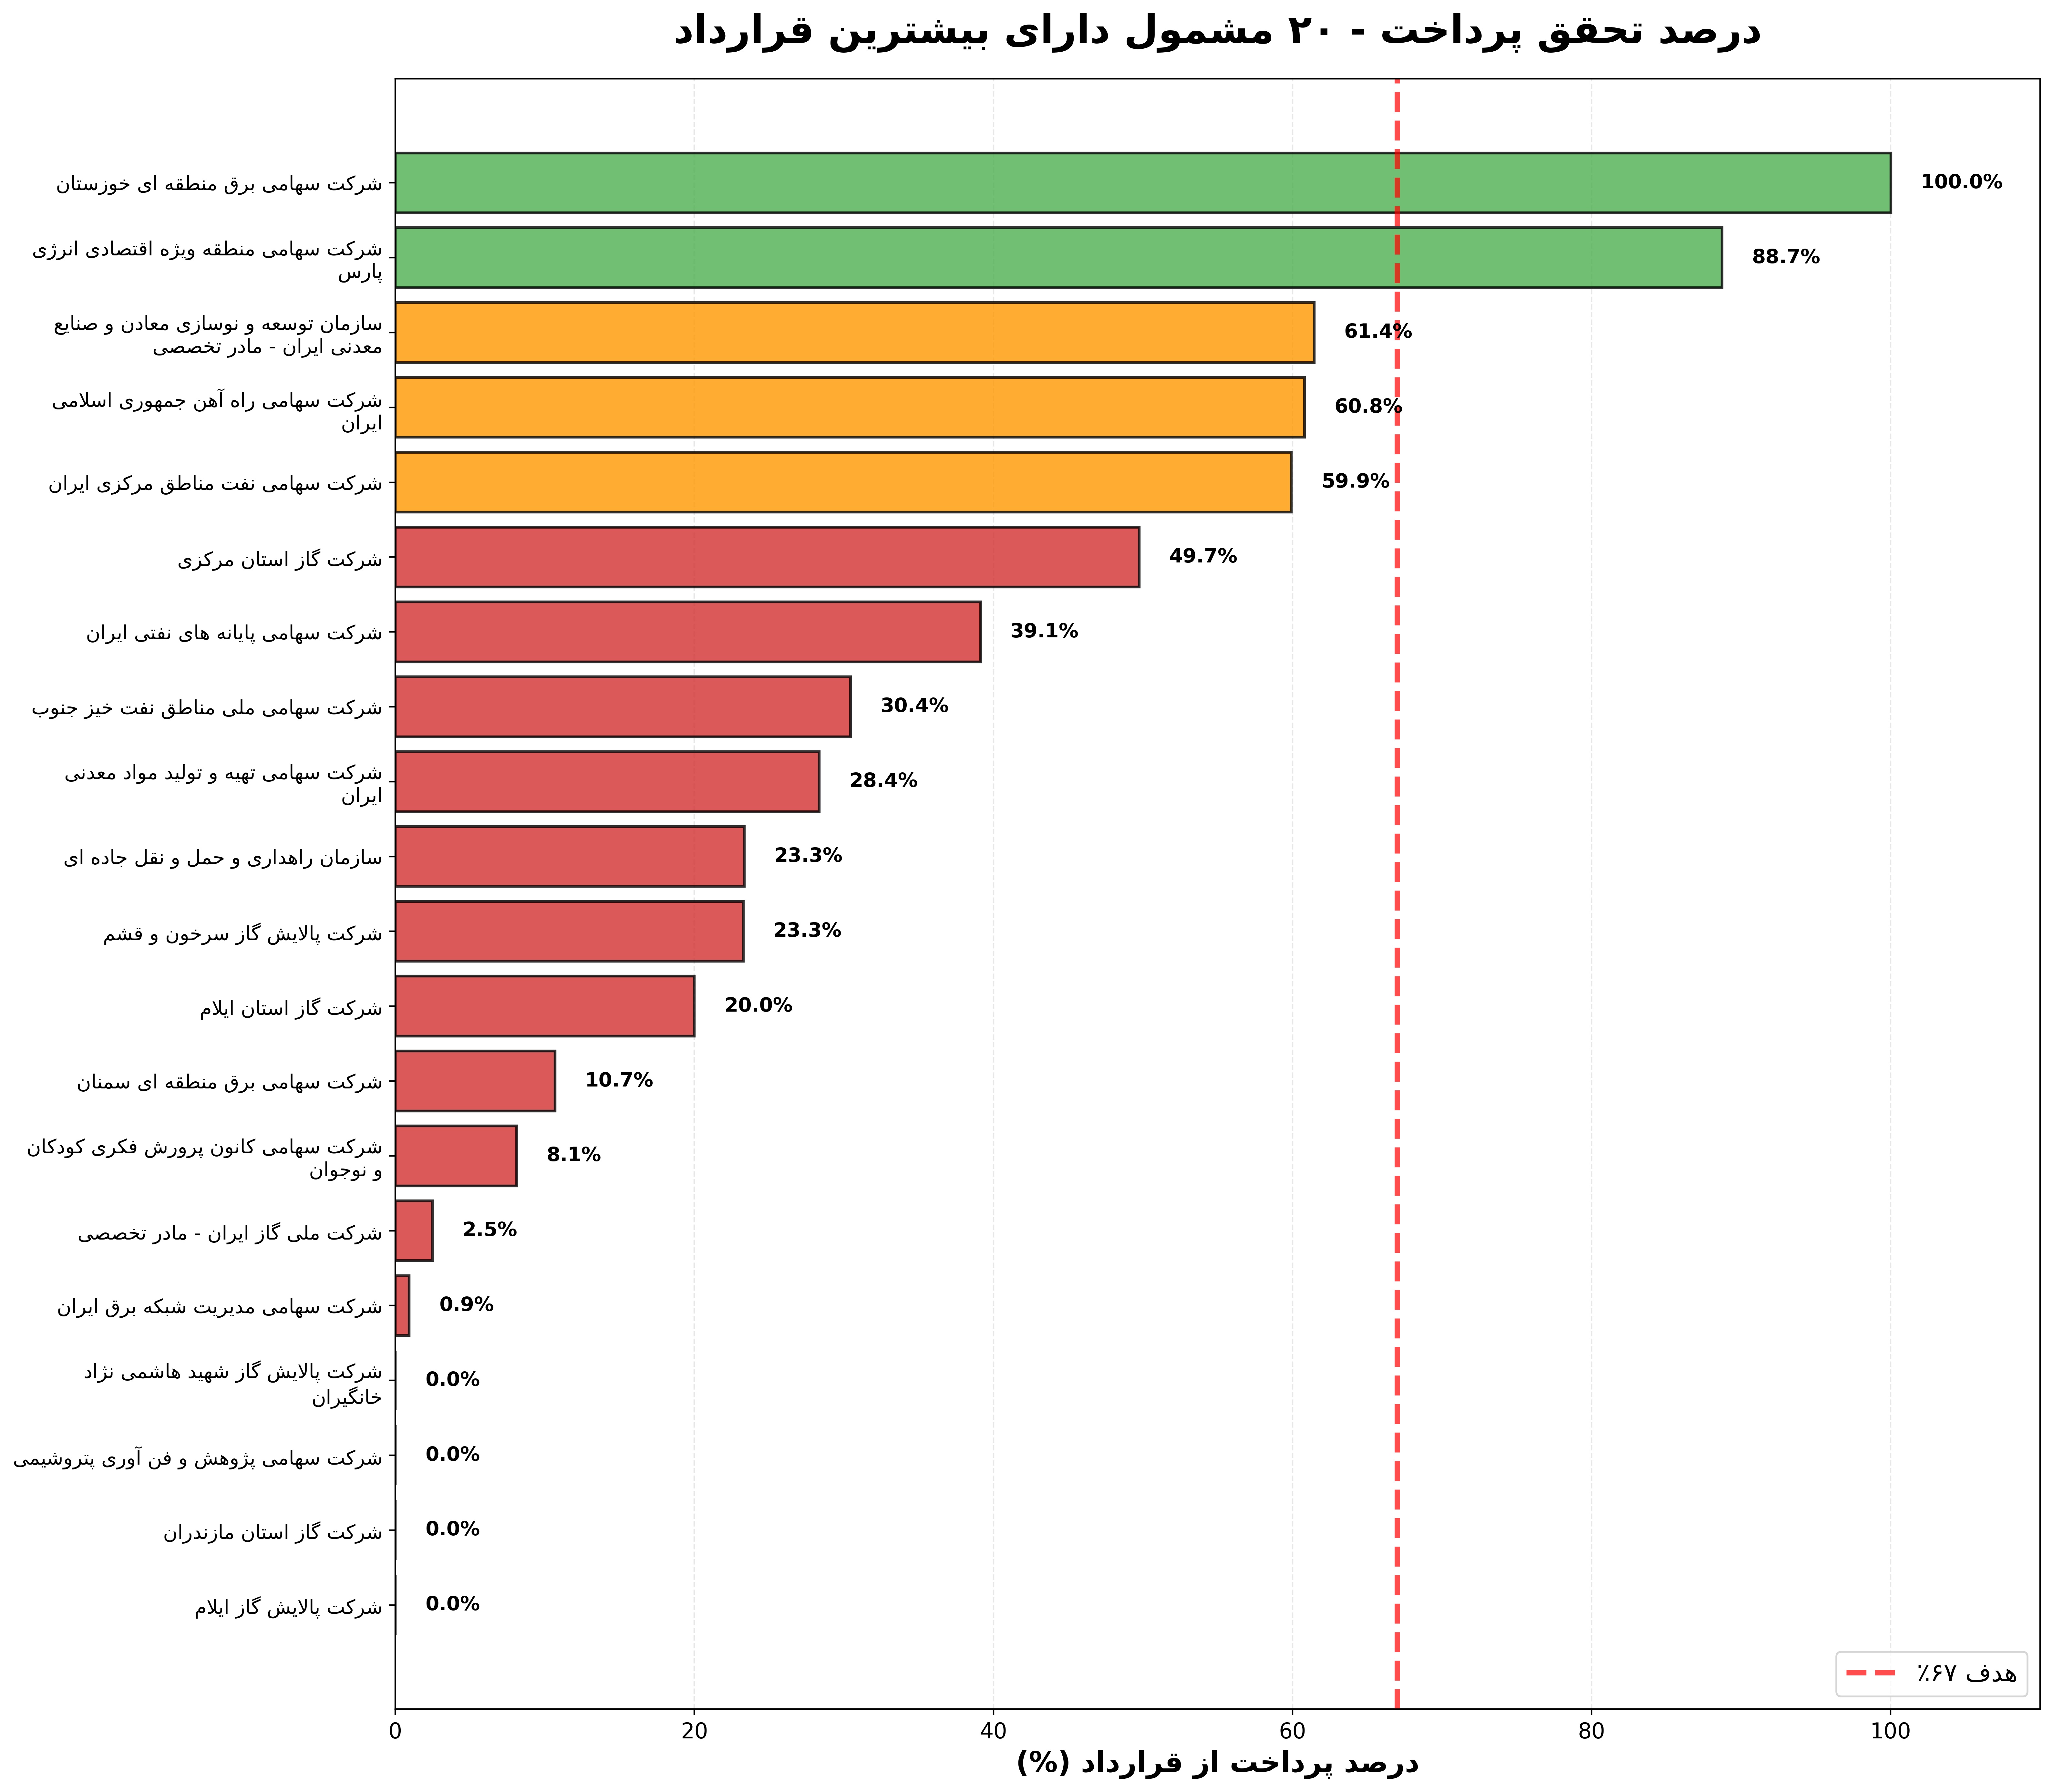 درصد تحقق پرداخت - ۲۰ مشمول دارای بیشترین قرارداد
شرکت سهامی برق منطقه ای خوزستان
100.0%
شرکت سهامی منطقه ویژه اقتصادی انرژی
پارس
88.7%
سازمان توسعه و نوسازی معادن و صنایع
معدنی ایران - مادر تخصصی
61.4%
شرکت سهامی راه آهن جمهوری اسلامی
ایران
60.8%
شرکت سهامی نفت مناطق مرکزی ایران
59.9%
شرکت گاز استان مرکزی
49.7%
شرکت سهامی پایانه های نفتی ایران
39.1%
شرکت سهامی ملی مناطق نفت خیز جنوب
30.4%
شرکت سهامی تهیه و تولید مواد معدنی
ایران
28.4%
سازمان راهداری و حمل و نقل جاده ای
23.3%
شرکت پالایش گاز سرخون و قشم
23.3%
شرکت گاز استان ایلام
20.0%
شرکت سهامی برق منطقه ای سمنان
10.7%
شرکت سهامی کانون پرورش فکری کودکان
و نوجوان
8.1%
شرکت ملی گاز ایران - مادر تخصصی
2.5%
شرکت سهامی مدیریت شبکه برق ایران
0.9%
شرکت پالایش گاز شهید هاشمی نژاد
خانگیران
0.0%
شرکت سهامی پژوهش و فن آوری پتروشیمی
0.0%
شرکت گاز استان مازندران
0.0%
شرکت پالایش گاز ایلام
0.0%
هدف ۶۷٪
0 20 40 60 80 100
درصد پرداخت از قرارداد (%)